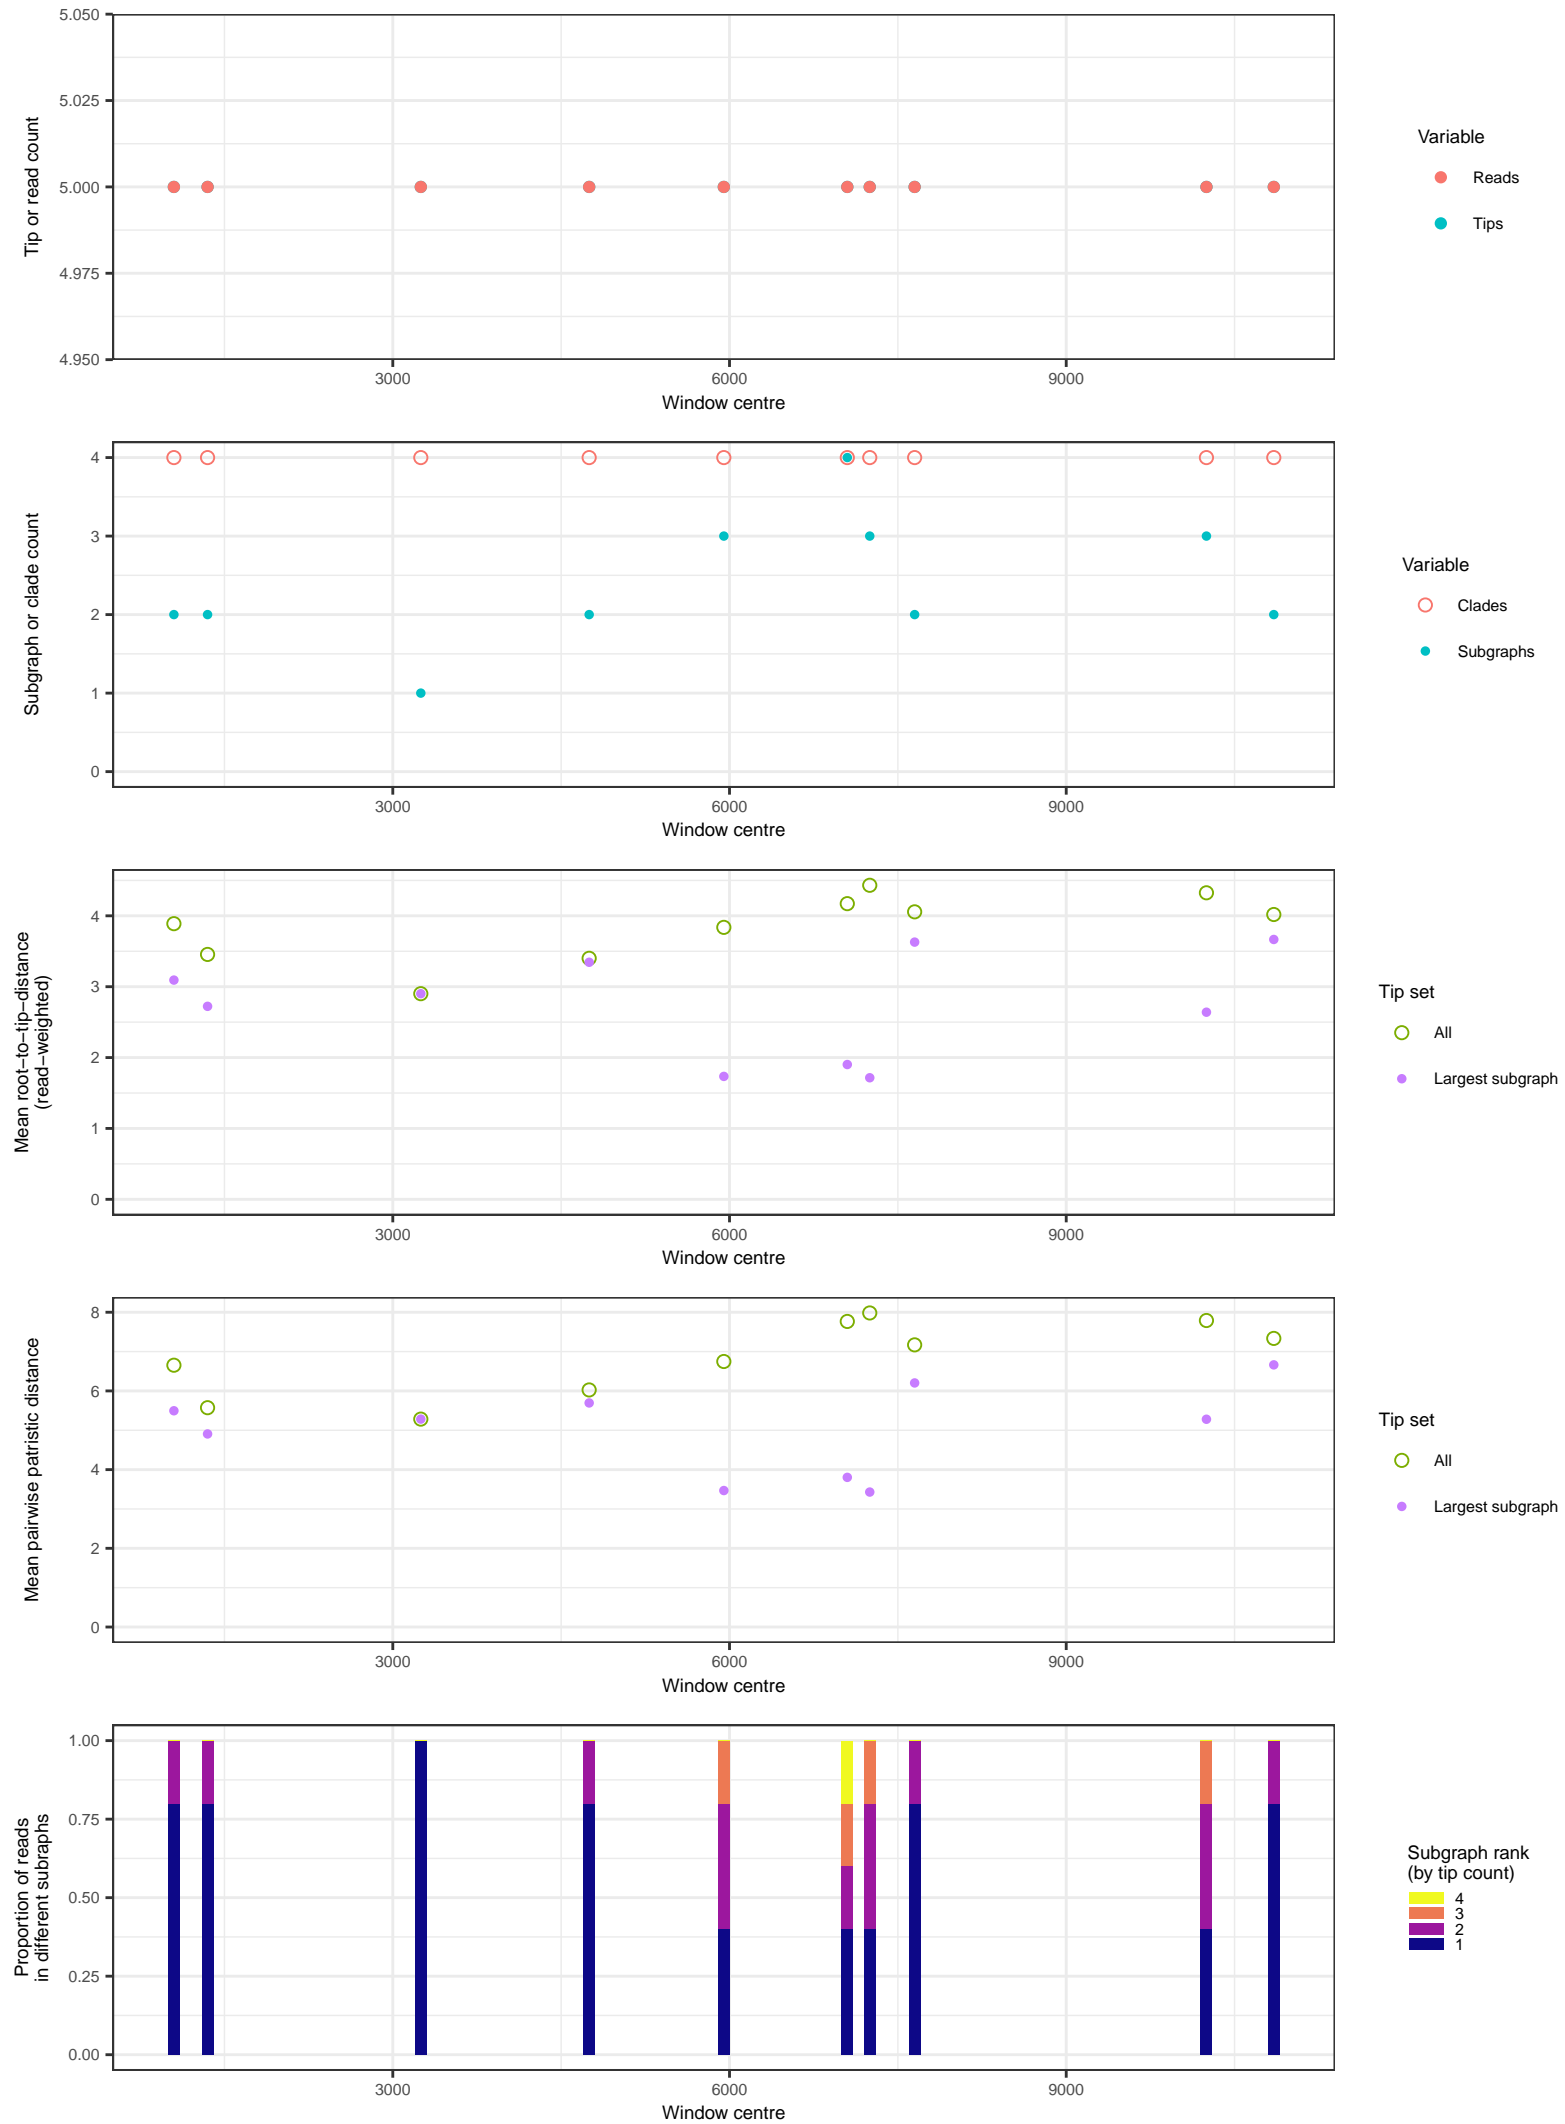 5.050
5.025
5.000
4.975
4.950
Tip or read count
3000 6000 9000
Window centre
Variable
Reads
Tips
4
3
2
1
0
Subgraph or clade count
3000 6000 9000
Window centre
Variable
Clades
Subgraphs
4
3
2
1
0
Mean root−to−tip−distance
(read−weighted)
3000 6000 9000
Window centre
Tip set
All
Largest subgraph
8
6
4
2
0
Mean pairwise patristic distance
3000 6000 9000
Window centre
Tip set
All
Largest subgraph
1.00
0.75
0.50
0.25
0.00
Proportion of reads
in different subraphs
3000 6000 9000
Window centre
Subgraph rank
(by tip count)
4
3
2
1